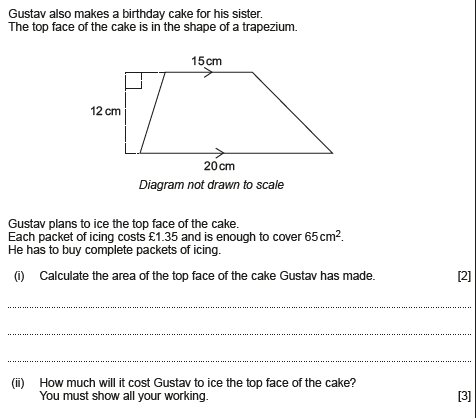 Gustav also makes a birthday cake for his sister.
The top face of the cake is in the shape of a trapezium.
15 cm
12 cm
20 cm
Diagram not drawn to scale
Gustav plans to ice the top face of the cake.
Each packet of icing costs £1.35 and is enough to cover 65 cm².
He has to buy complete packets of icing.
(i) Calculate the area of the top face of the cake Gustav has made. [2]
(ii) How much will it cost Gustav to ice the top face of the cake?
You must show all your working. [3]